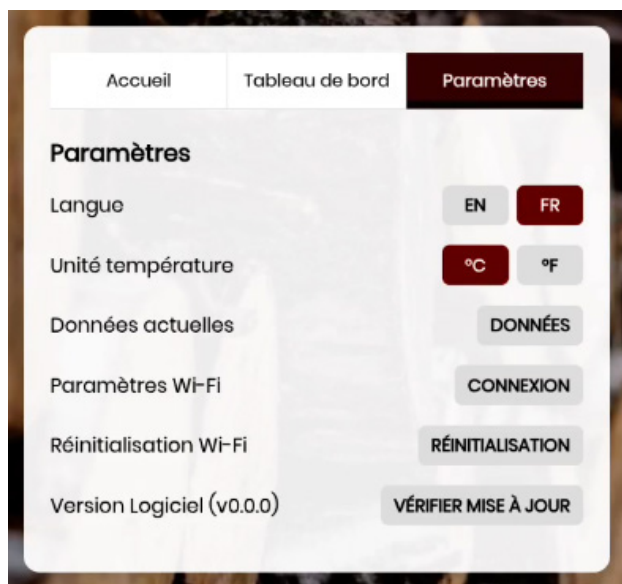 Accueil Tableau de bord Paramètres
Paramètres
Langue EN FR
Unité température °C °F
Données actuelles DONNÉES
Paramètres Wi-Fi CONNEXION
Réinitialisation Wi-Fi RÉINITIALISATION
Version Logiciel (v0.0.0) VÉRIFIER MISE À JOUR